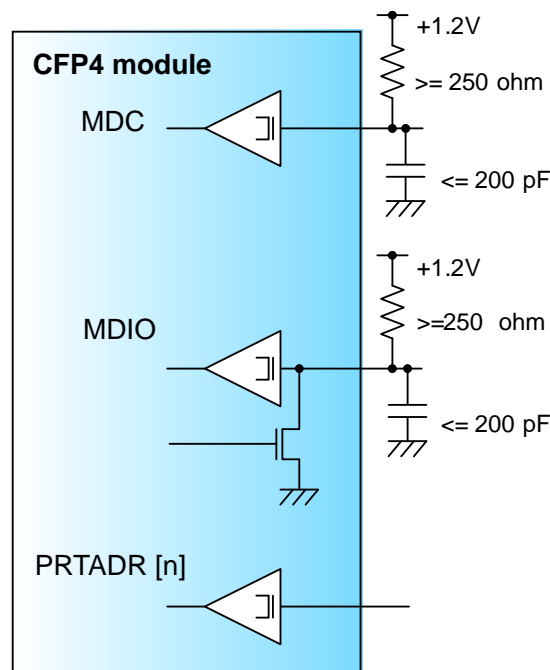 +1.2V
CFP4 module
>= 250 ohm
MDC
<= 200 pF
+1.2V
MDIO
>=250 ohm
<= 200 pF
PRTADR [n]